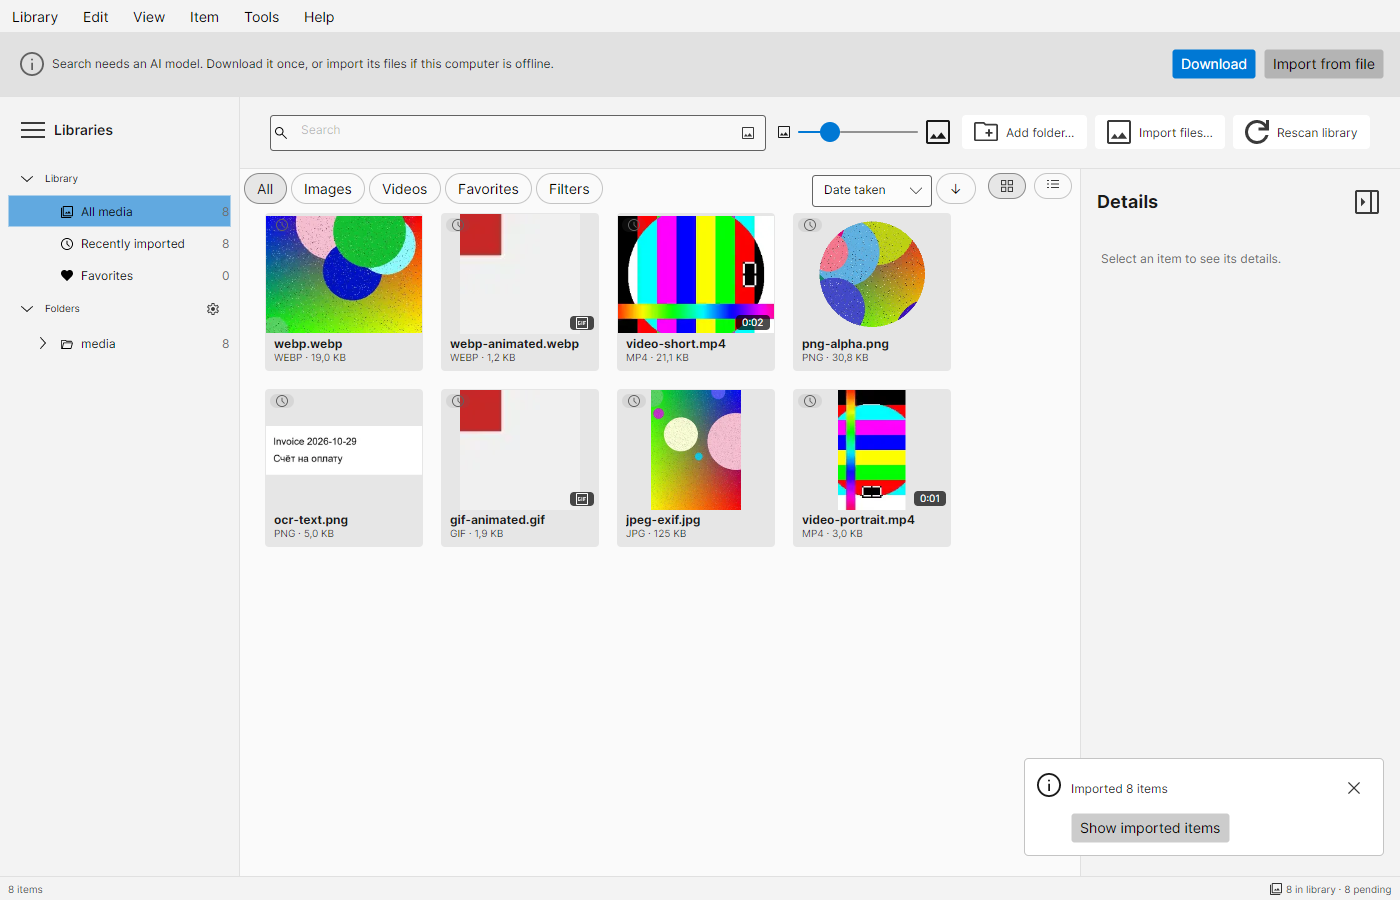 Library Edit View Item Tools Help
Search needs an AI model. Download it once, or import its files if this computer is offline.
Download
Import from file
Libraries
Search
Add folder...
Import files...
Rescan library
Library
All media 8
Recently imported 8
Favorites 0
Folders
media 8
All
Images
Videos
Favorites
Filters
Date taken
webp.webp
WEBP · 19,0 KB
GIF
webp-animated.webp
WEBP · 1,2 KB
0:02
video-short.mp4
MP4 · 21,1 KB
png-alpha.png
PNG · 30,8 KB
Invoice 2026-10-29
Счёт на оплату
ocr-text.png
PNG · 5,0 KB
GIF
gif-animated.gif
GIF · 1,9 KB
jpeg-exif.jpg
JPG · 125 KB
0:01
video-portrait.mp4
MP4 · 3,0 KB
Details
Select an item to see its details.
Imported 8 items
Show imported items
8 items
8 in library · 8 pending